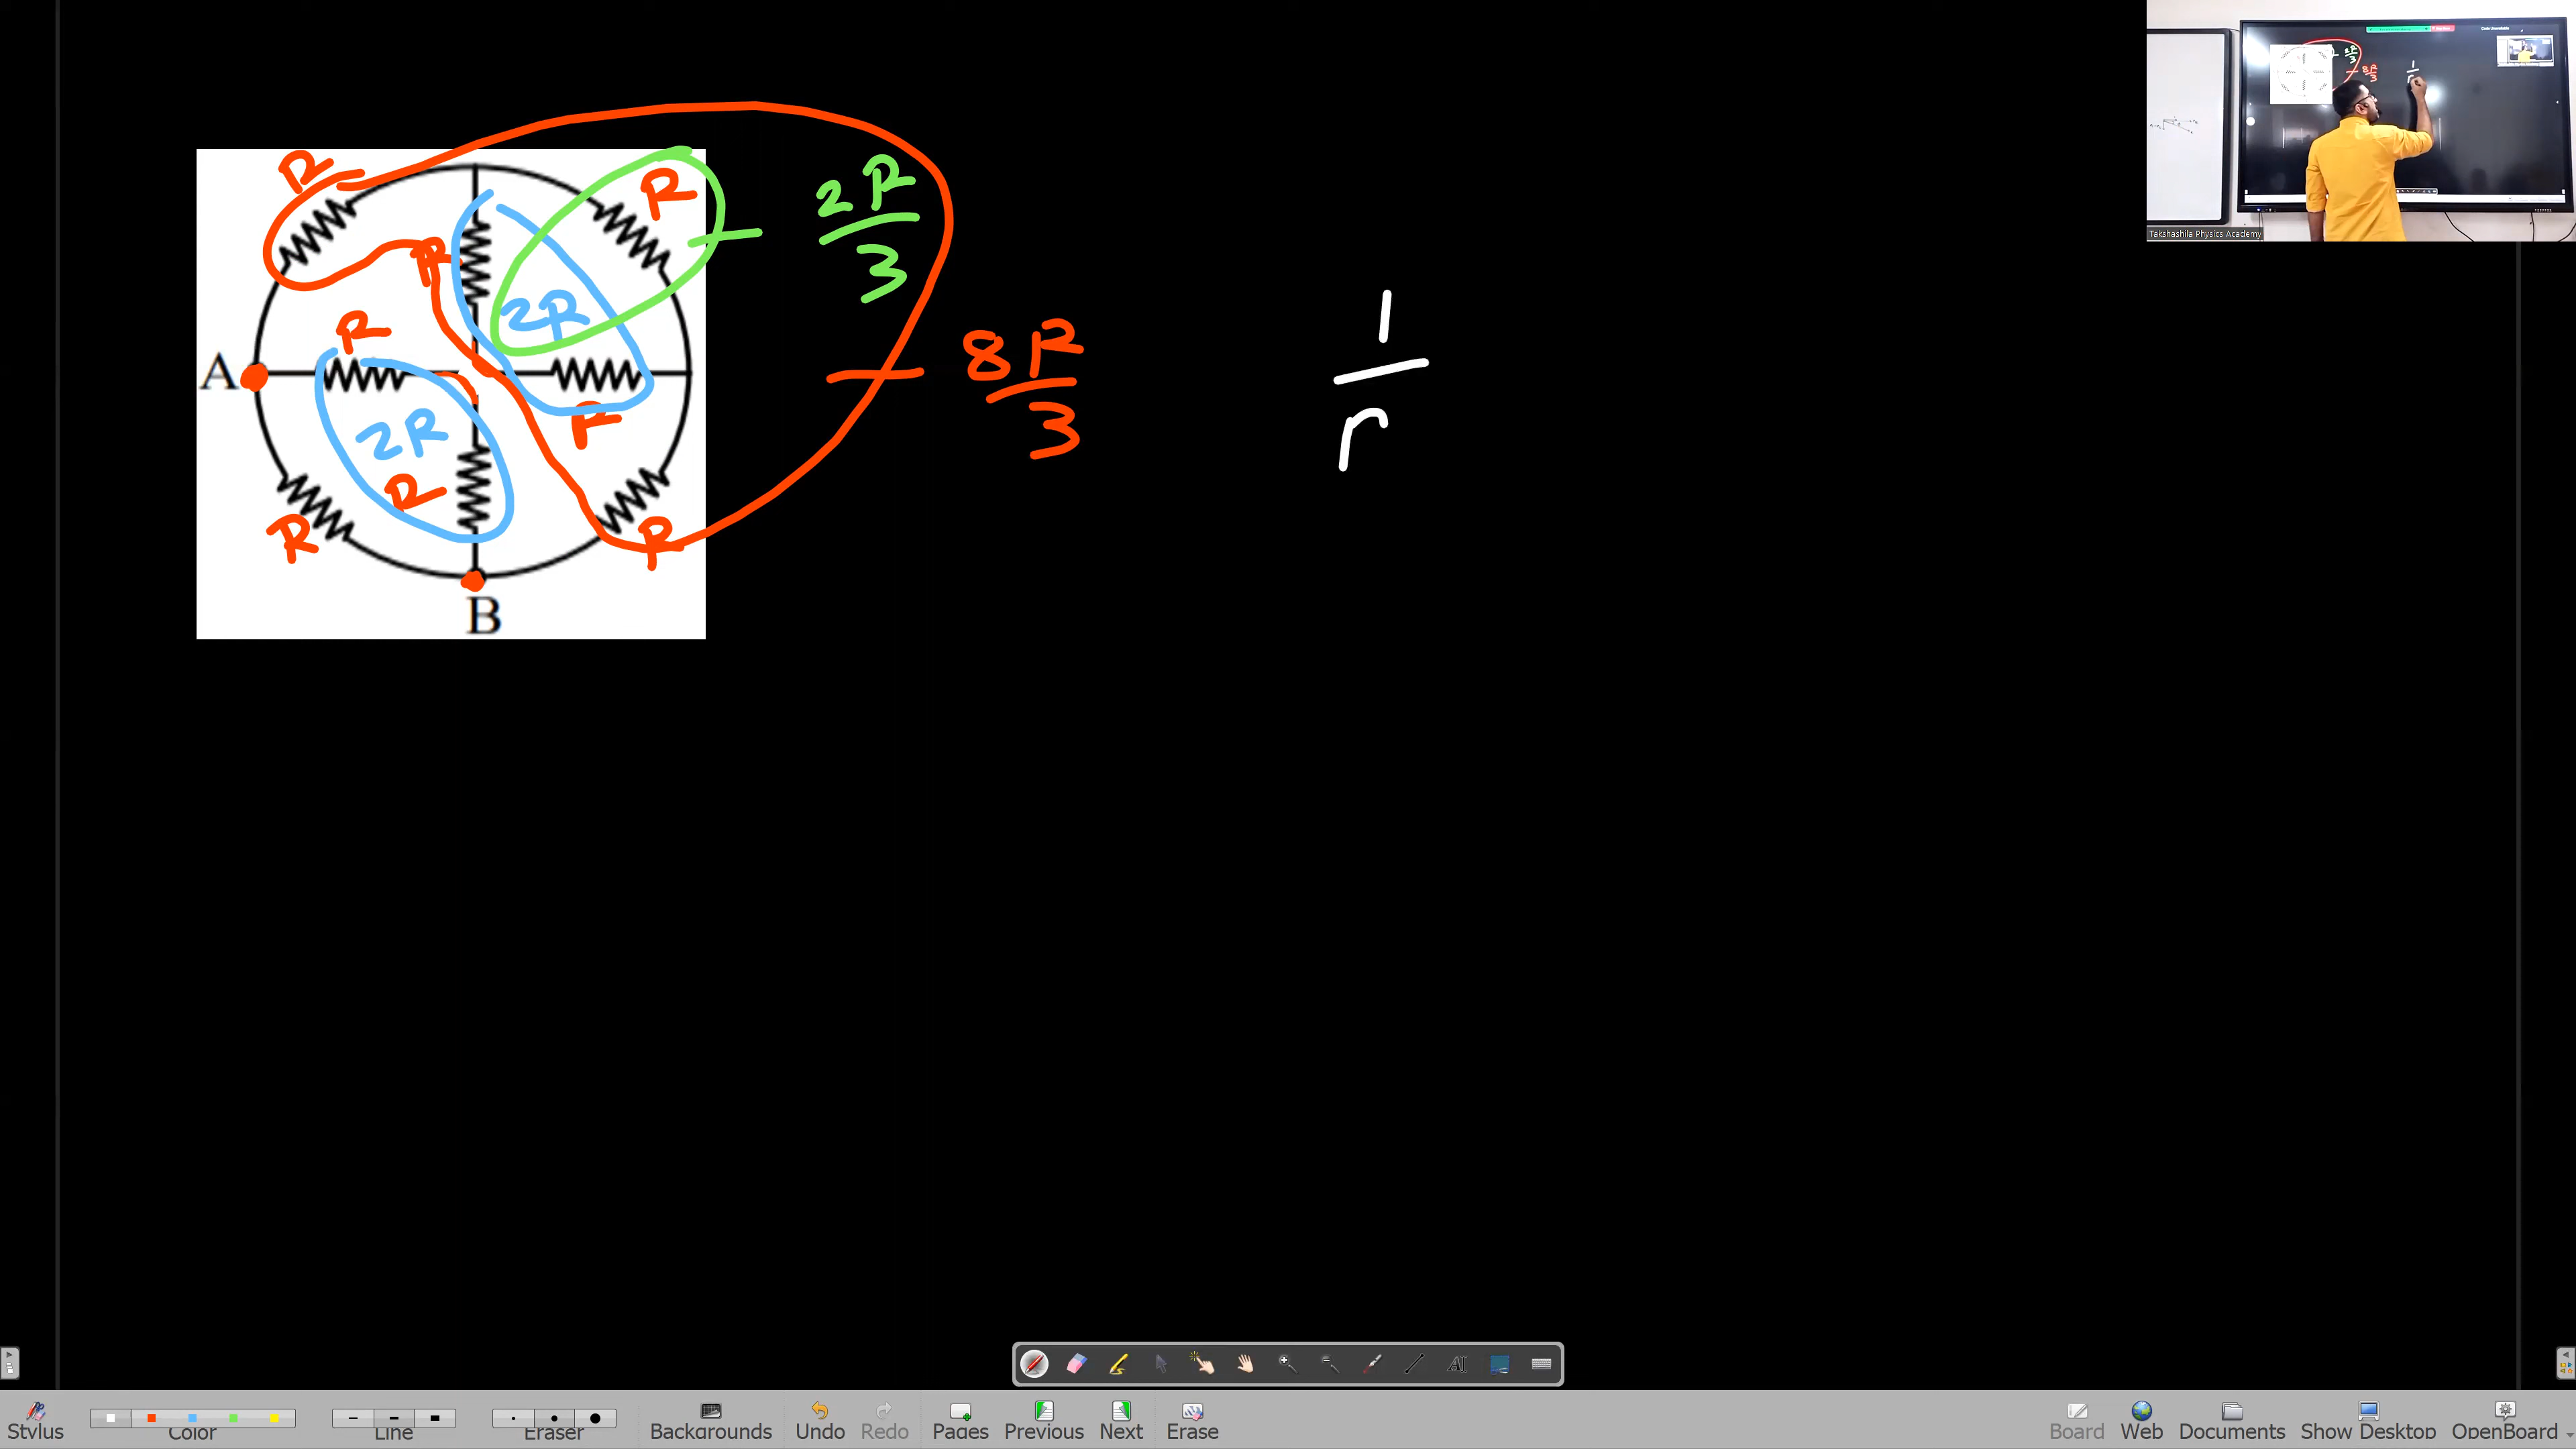 R
R
2R
3
R
2R
R
8R
3
1
r
A
R
2R
R
R
R
B
Takshashila Physics Academy
Stylus
Color
Line
Eraser
Backgrounds
Undo
Redo
Pages
Previous
Next
Erase
Board
Web
Documents
Show Desktop
OpenBoard